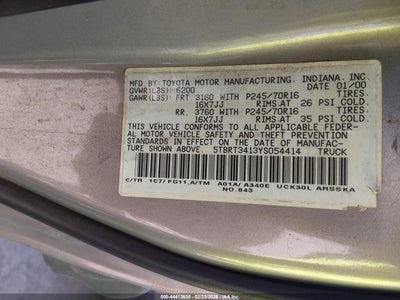 MFD. BY: TOYOTA MOTOR MANUFACTURING, INDIANA, INC.
GVWR(LBS): 6200 DATE: 01/00
GAWR(LBS): FRT. 3160 WITH P245/70R16 TIRES.
16X7JJ RIMS AT 26 PSI COLD.
RR. 3760 WITH P245/70R16 TIRES.
16X7JJ RIMS AT 35 PSI COLD.
THIS VEHICLE CONFORMS TO ALL APPLICABLE FEDER-
AL MOTOR VEHICLE SAFETY AND THEFT PREVENTION
STANDARDS IN EFFECT ON THE DATE OF MANUFACTURE
SHOWN ABOVE. 5TBRT3413YS054414 TRUCK
C/TR 1C7/FG11,A/TM A01A/A340E UCK30L ARSSKA
NO.843